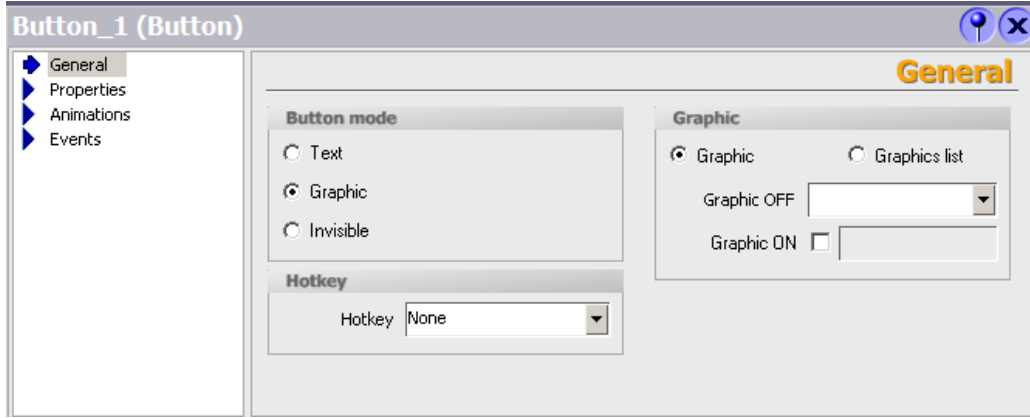 Button_1 (Button)
General
Properties
Animations
Events
General
Button mode
Text
Graphic
Invisible
Hotkey
Hotkey None
Graphic
Graphic Graphics list
Graphic OFF
Graphic ON